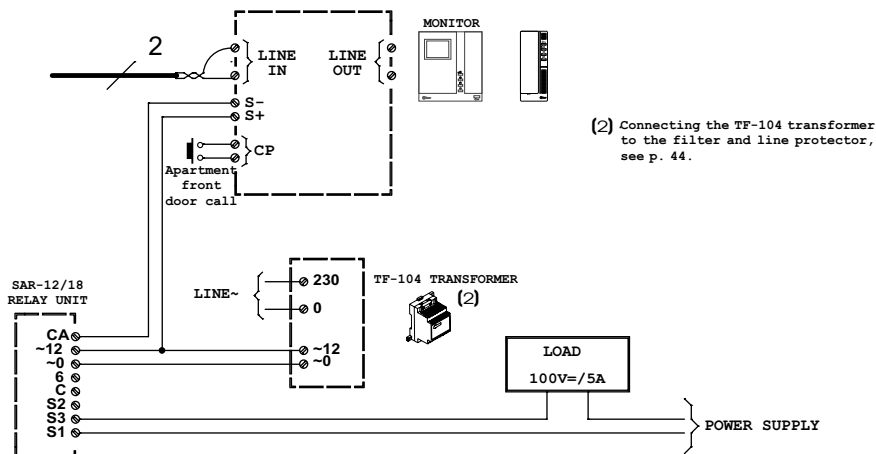 MONITOR
2
LINE IN
LINE OUT
S-
S+
CP
Apartment
front
door call
(2) Connecting the TF-104 transformer
to the filter and line protector,
see p. 44.
SAR-12/18
RELAY UNIT
LINE~
230
0
~12
~0
TF-104 TRANSFORMER
(2)
CA
~12
~0
6
C
S2
S3
S1
LOAD
100V=/5A
POWER SUPPLY